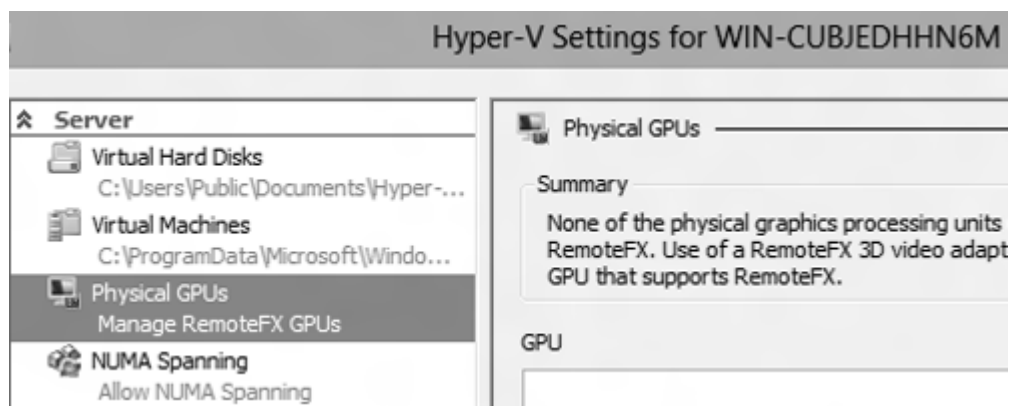 Hyper-V Settings for WIN-CUBJEDHHN6M
Server
Virtual Hard Disks
C:\Users\Public\Documents\Hyper-...
Virtual Machines
C:\ProgramData\Microsoft\Windo...
Physical GPUs
Manage RemoteFX GPUs
NUMA Spanning
Allow NUMA Spanning
Physical GPUs
Summary
None of the physical graphics processing units
RemoteFX. Use of a RemoteFX 3D video adapt
GPU that supports RemoteFX.
GPU